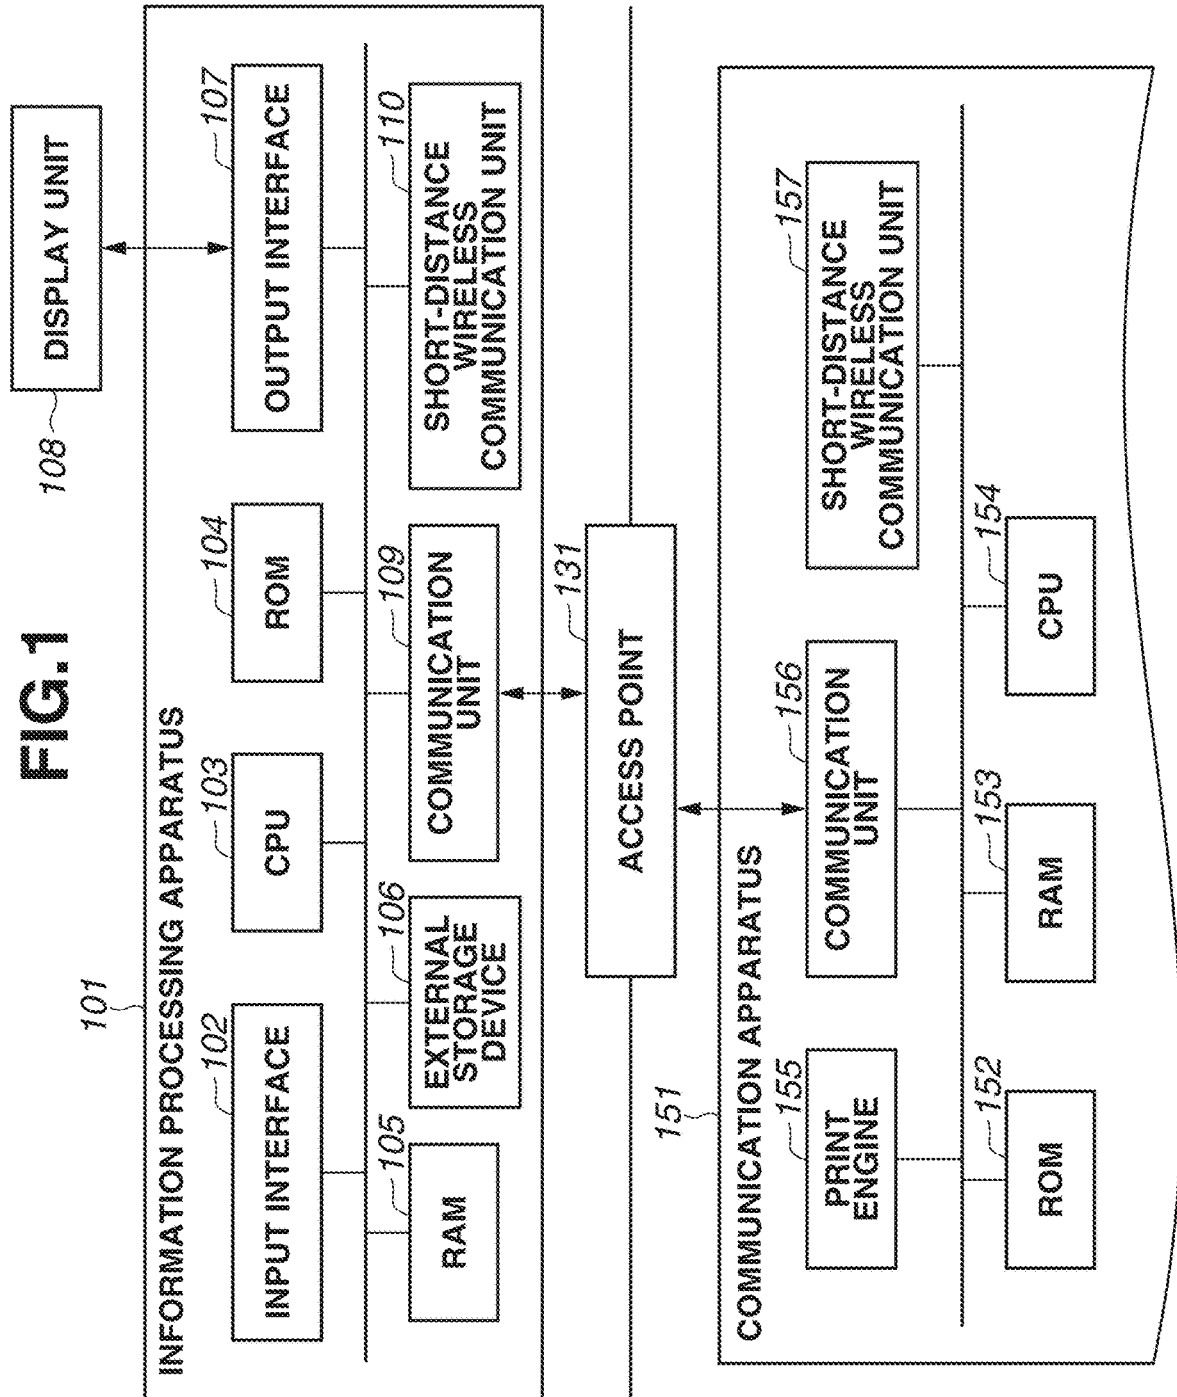 FIG.1
101
INFORMATION PROCESSING APPARATUS
102
INPUT INTERFACE
103
CPU
104
ROM
107
OUTPUT INTERFACE
108
DISPLAY UNIT
105
RAM
106
EXTERNAL
STORAGE
DEVICE
109
COMMUNICATION
UNIT
110
SHORT-DISTANCE
WIRELESS
COMMUNICATION UNIT
131
ACCESS POINT
151
COMMUNICATION APPARATUS
155
PRINT
ENGINE
156
COMMUNICATION
UNIT
157
SHORT-DISTANCE
WIRELESS
COMMUNICATION UNIT
152
ROM
153
RAM
154
CPU